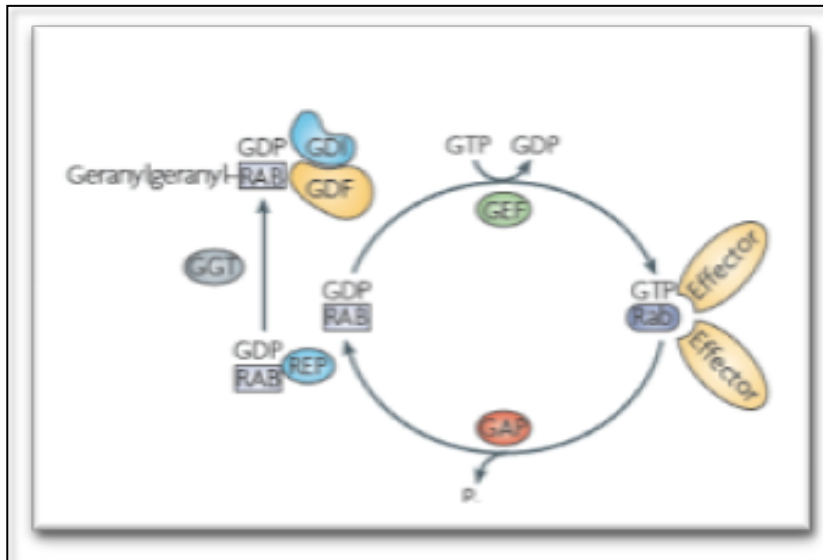 GDP
GDI
Geranylgeranyl
RAB
GDF
GTP
GDP
GEF
GGT
GDP
RAB
GTP
Rab
Effector
Effector
GDP
RAB
REP
GAP
P